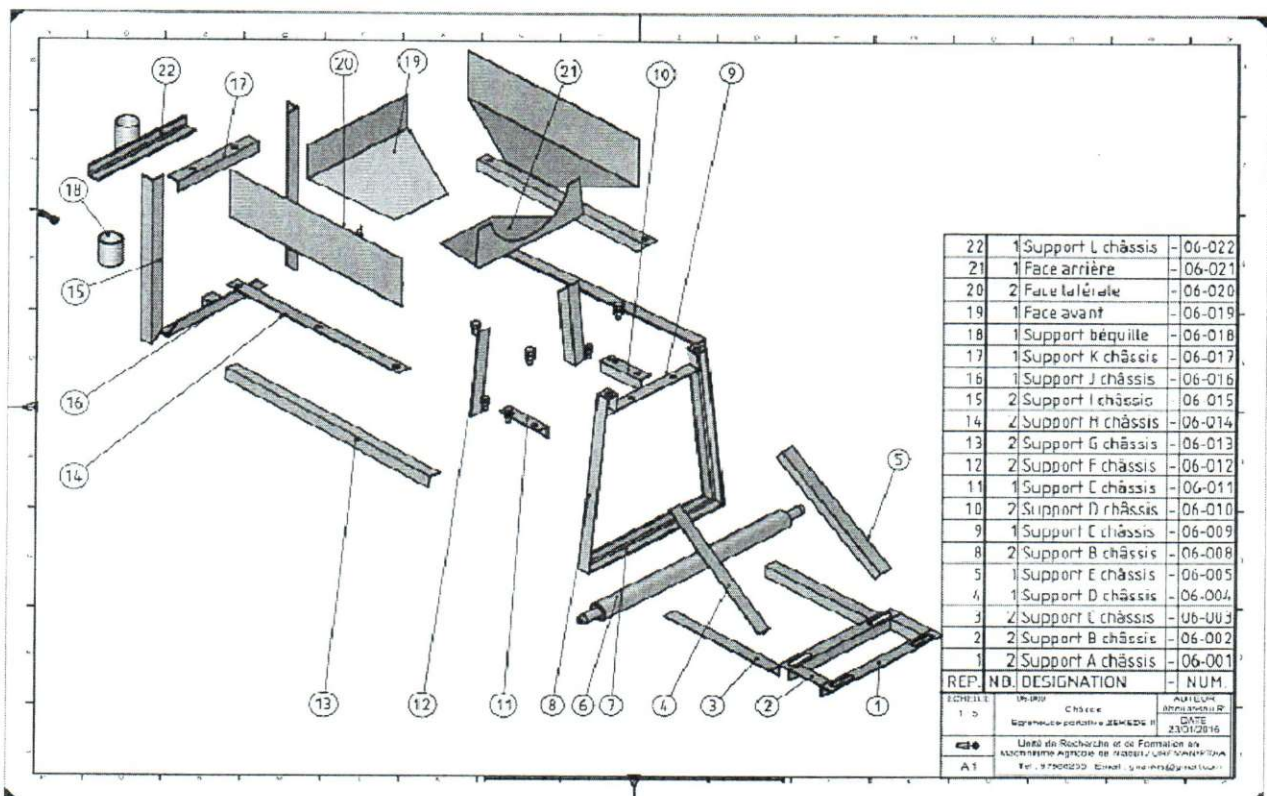 22
17
20
19
21
10
9
18
15
16
14
5
13
12
11
8
6
7
4
3
2
1
22 1 Support L châssis - 06-022
21 1 Face arrière - 06-021
20 2 Face latérale - 06-020
19 1 Face avant - 06-019
18 1 Support béquille - 06-018
17 1 Support K châssis - 06-017
16 1 Support J châssis - 06-016
15 2 Support I châssis 06-015
14 2 Support H châssis - 06-014
13 2 Support G châssis - 06-013
12 2 Support F châssis - 06-012
11 1 Support E châssis - 06-011
10 2 Support D châssis - 06-010
9 1 Support C châssis - 06-009
8 2 Support B châssis - 06-008
5 1 Support E châssis - 06-005
4 1 Support D châssis - 06-004
3 2 Support C châssis - 06-003
2 2 Support B châssis - 06-002
1 2 Support A châssis - 06-001
REP. NB. DESIGNATION - NUM.
Châssis
AUTEUR
DATE
23/01/2016
Unité de Recherche et de Formation en
Machinisme Agricole de
A1
Email :